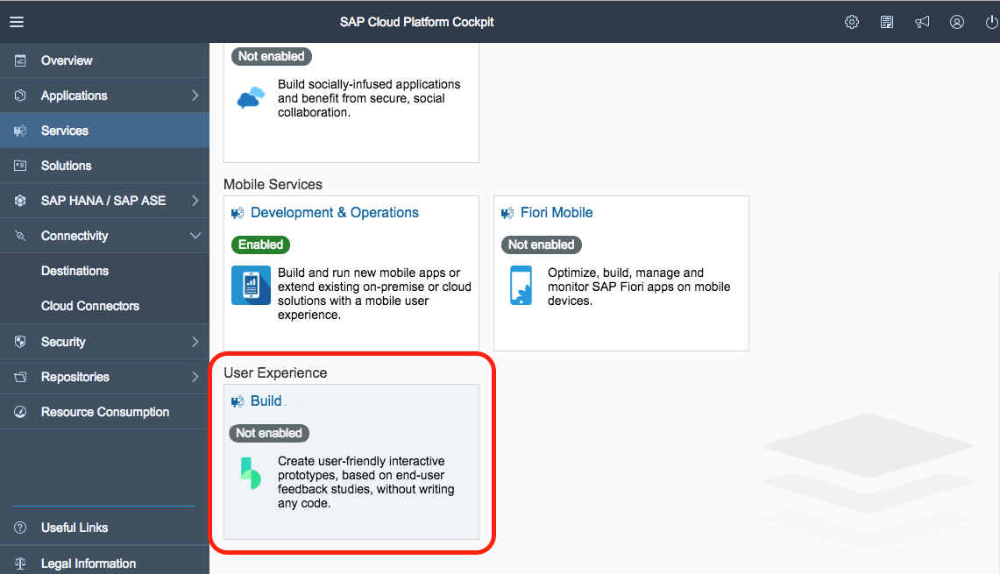 SAP Cloud Platform Cockpit
Overview
Applications
Services
Solutions
SAP HANA / SAP ASE
Connectivity
Destinations
Cloud Connectors
Security
Repositories
Resource Consumption
Useful Links
Legal Information
Not enabled
Build socially-infused applications
and benefit from secure, social
collaboration.
Mobile Services
Development & Operations
Enabled
Build and run new mobile apps or
extend existing on-premise or cloud
solutions with a mobile user
experience.
Fiori Mobile
Not enabled
Optimize, build, manage and
monitor SAP Fiori apps on mobile
devices.
User Experience
Build
Not enabled
Create user-friendly interactive
prototypes, based on end-user
feedback studies, without writing
any code.